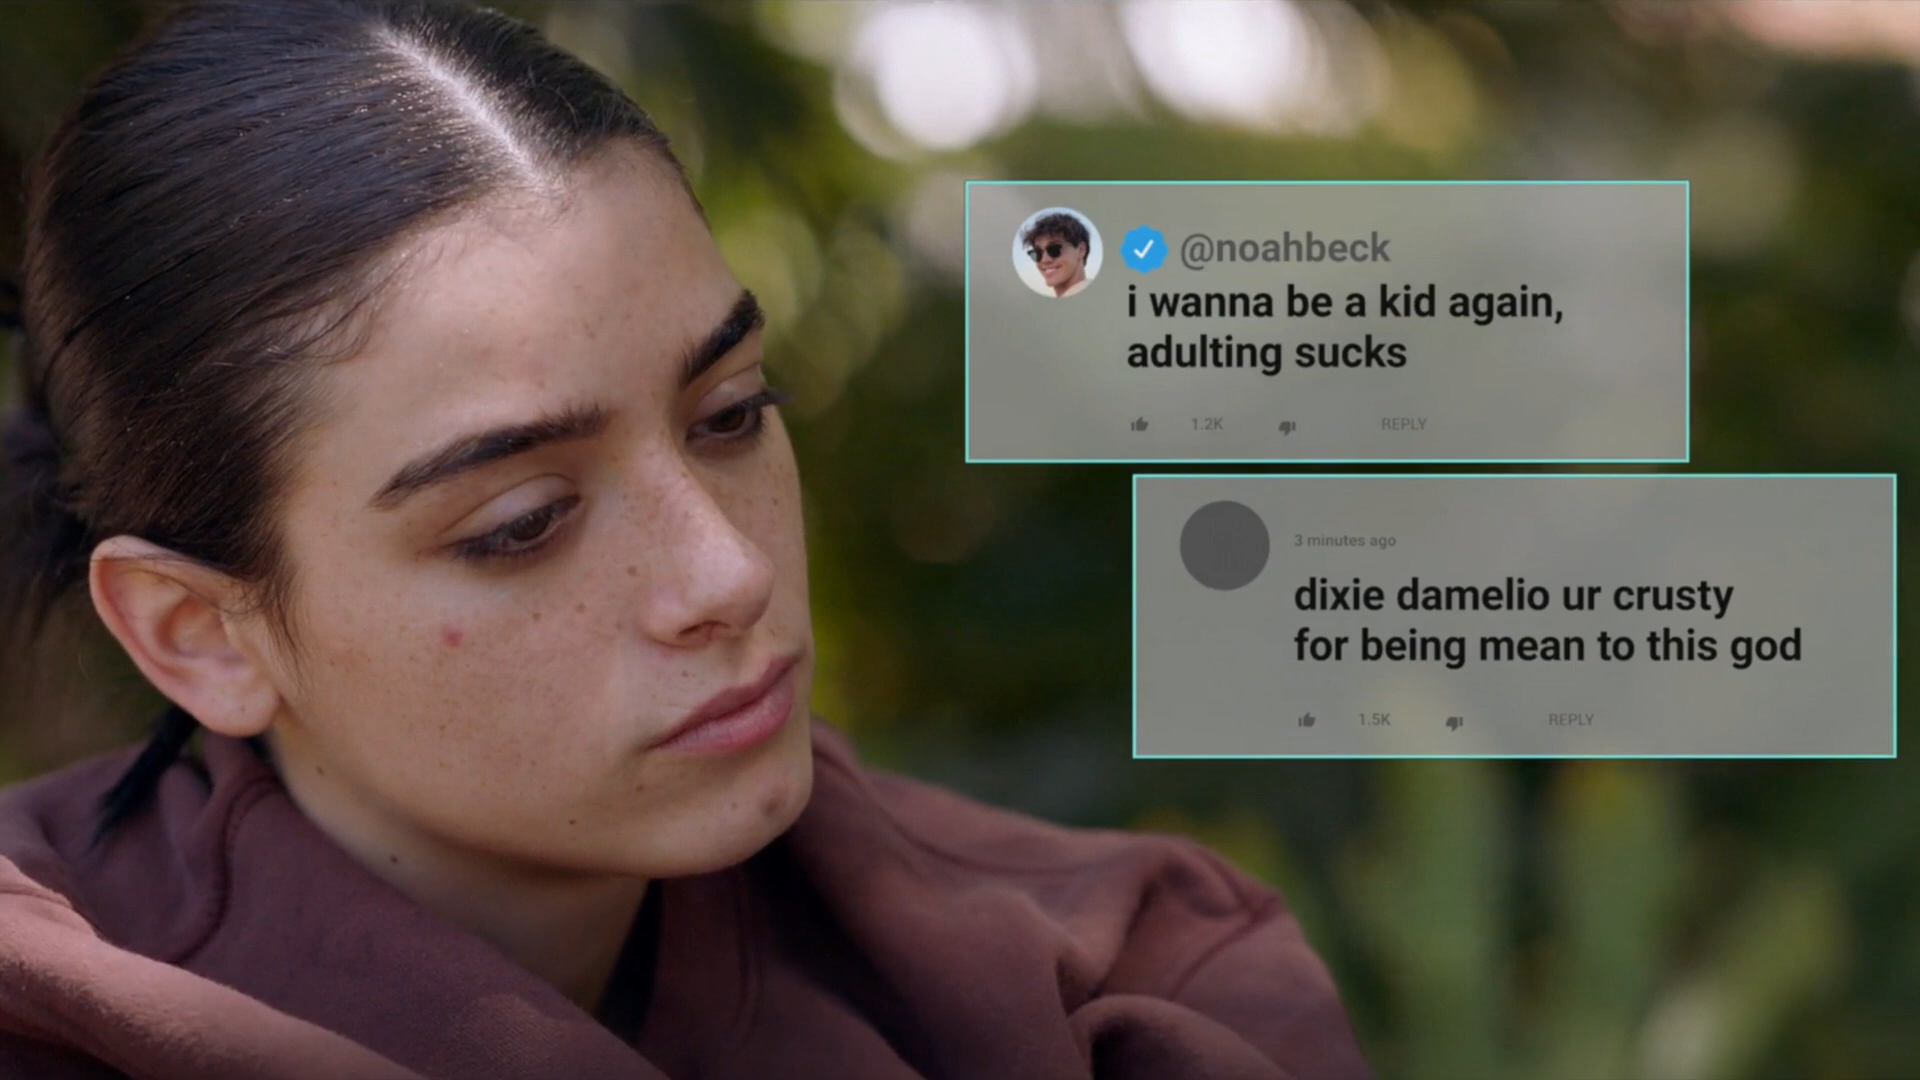 @noahbeck
i wanna be a kid again,
adulting sucks
1.2K REPLY
3 minutes ago
dixie damelio ur crusty
for being mean to this god
1.5K REPLY